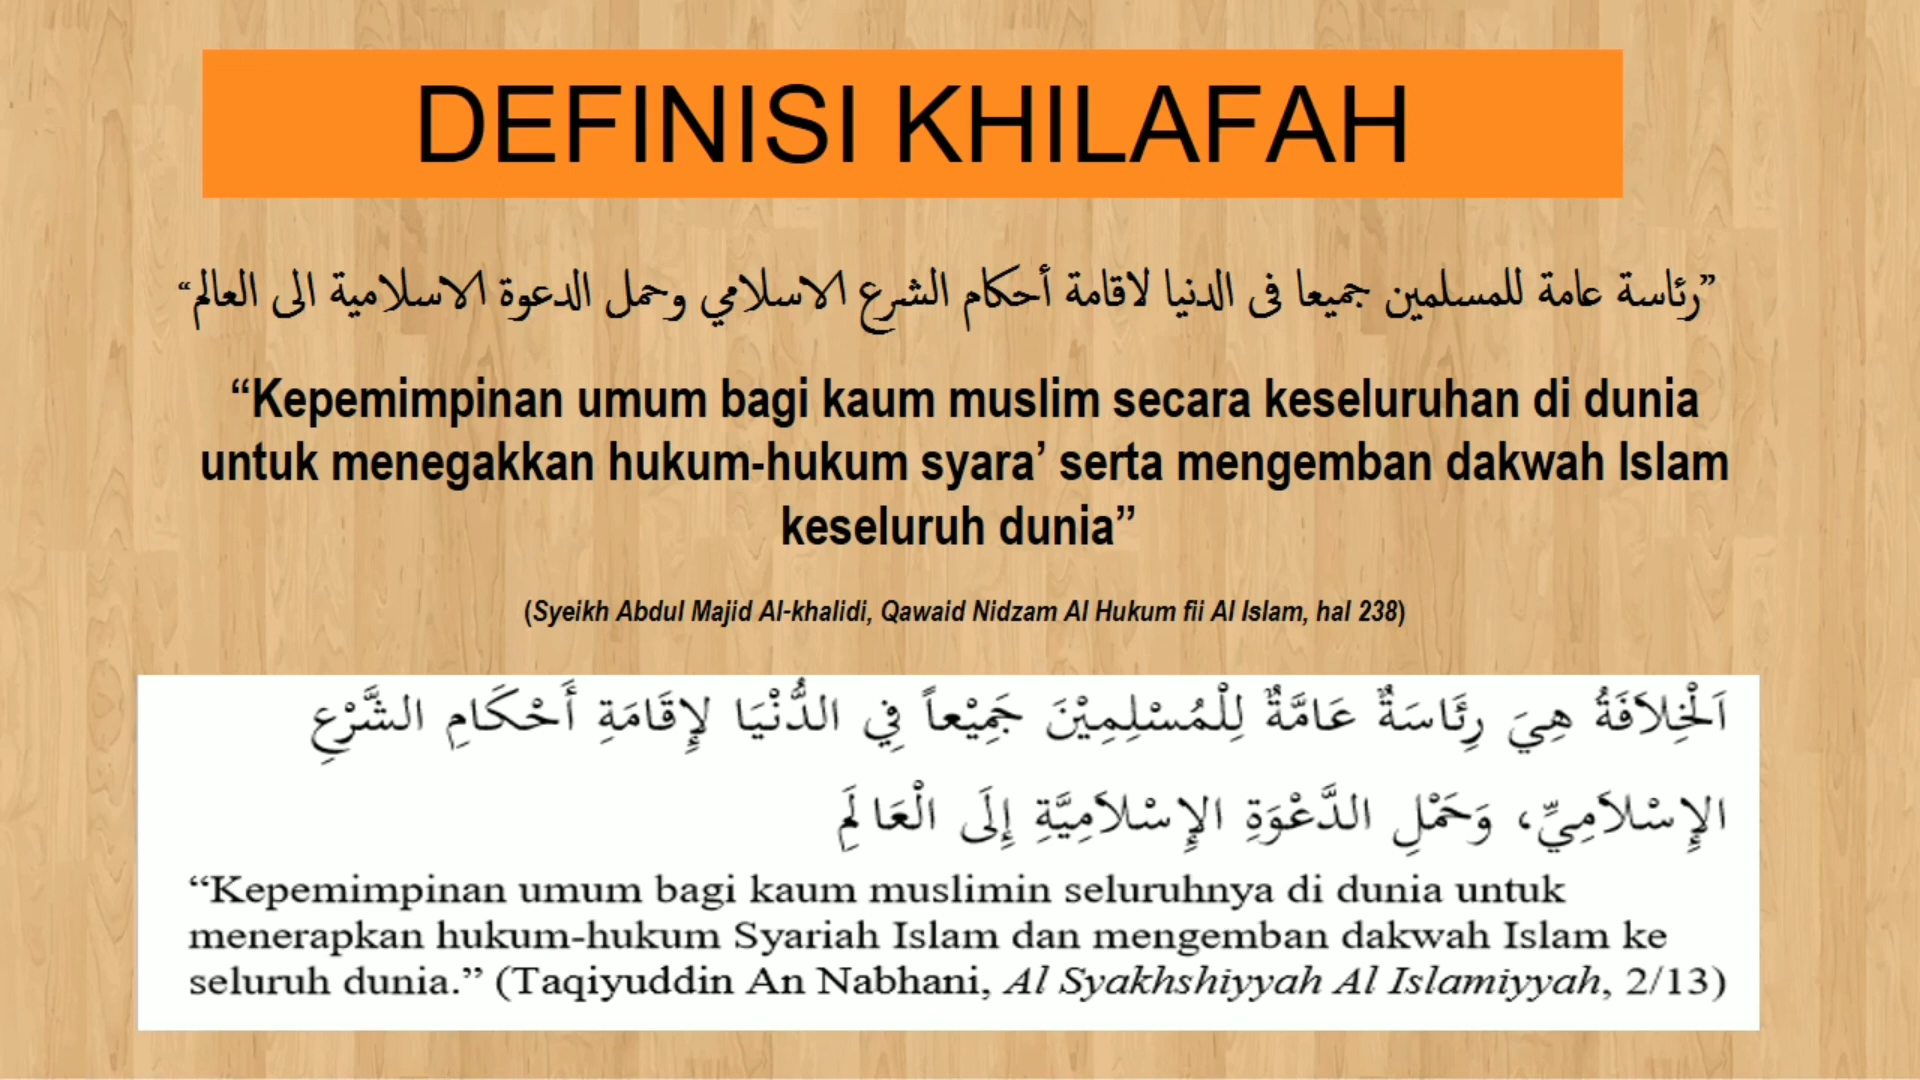 DEFINISI KHILAFAH
”رئاسة عامة للمسلمين جميعا فى الدنيا لاقامة أحكام الشرع الاسلامي وحمل الدعوة الاسلامية الى العالم“
“Kepemimpinan umum bagi kaum muslim secara keseluruhan di dunia
untuk menegakkan hukum-hukum syara’ serta mengemban dakwah Islam
keseluruh dunia”
(Syeikh Abdul Majid Al-khalidi, Qawaid Nidzam Al Hukum fii Al Islam, hal 238)
اَلْخِلاَفَةُ هِيَ رِئَاسَةٌ عَامَّةٌ لِلْمُسْلِمِيْنَ جَمِيْعاً فِي الدُّنْيَا لِإِقَامَةِ أَحْكَامِ الشَّرْعِ
الإِسْلاَمِيِّ، وَحَمْلِ الدَّعْوَةِ الإِسْلاَمِيَّةِ إِلَى الْعَالَمِ
“Kepemimpinan umum bagi kaum muslimin seluruhnya di dunia untuk
menerapkan hukum-hukum Syariah Islam dan mengemban dakwah Islam ke
seluruh dunia.” (Taqiyuddin An Nabhani, Al Syakhshiyyah Al Islamiyyah, 2/13)